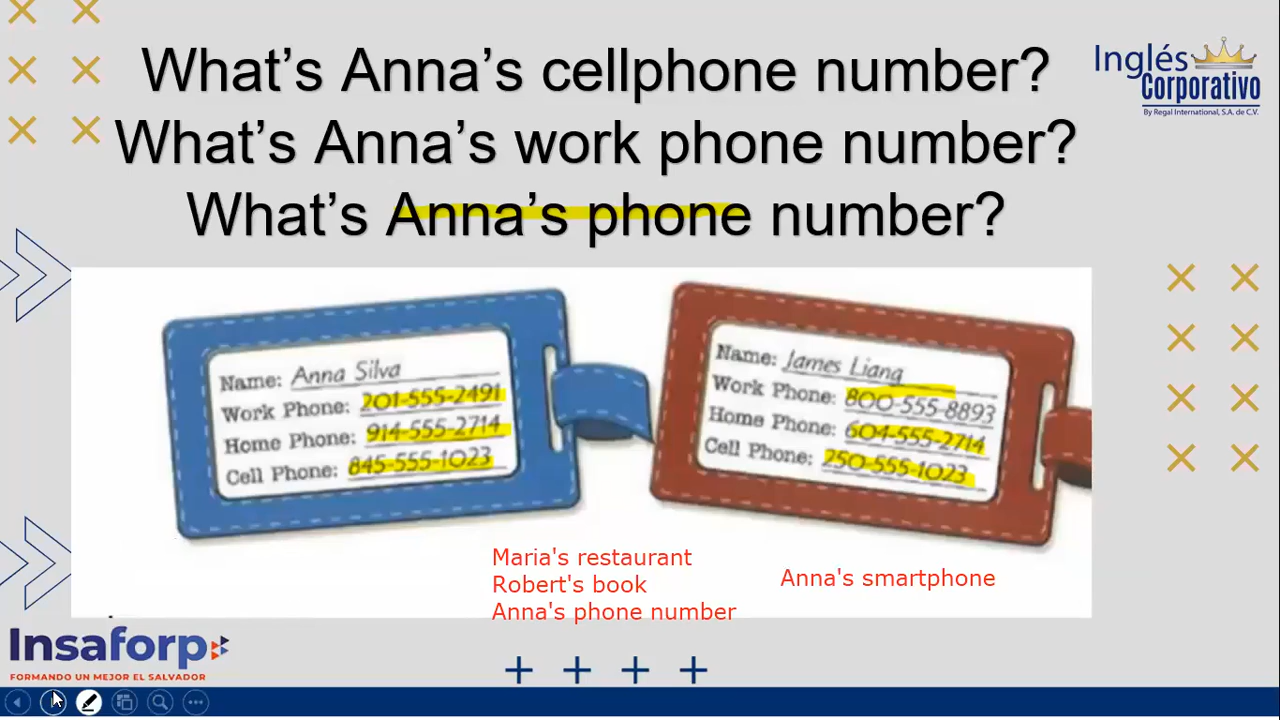 What's Anna's cellphone number?
What's Anna's work phone number?
What's Anna's phone number?
Inglés
Corporativo
By Regal International, S.A. de C.V.
Name: Anna Silva
Work Phone: 201-555-2491
Home Phone: 914-555-2714
Cell Phone: 845-555-1023
Name: James Liang
Work Phone: 800-555-8893
Home Phone: 604-555-2714
Cell Phone: 250-555-1023
Maria's restaurant
Robert's book
Anna's phone number
Anna's smartphone
Insaforp
FORMANDO UN MEJOR EL SALVADOR